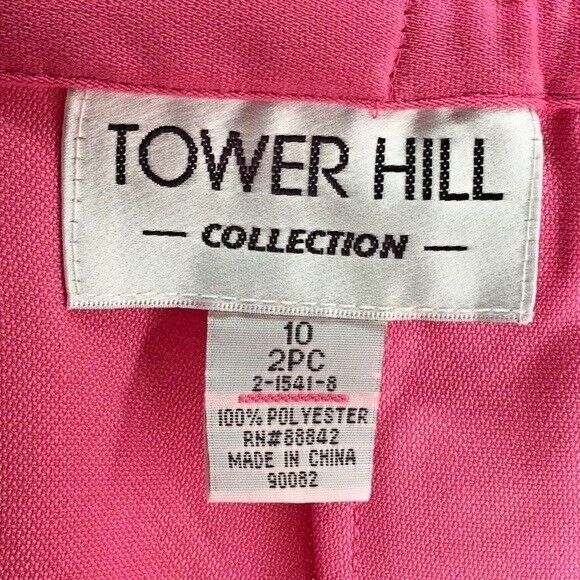 TOWER HILL
— COLLECTION —
10
2PC
2-1541-8
100% POLYESTER
RN#88842
MADE IN CHINA
90082